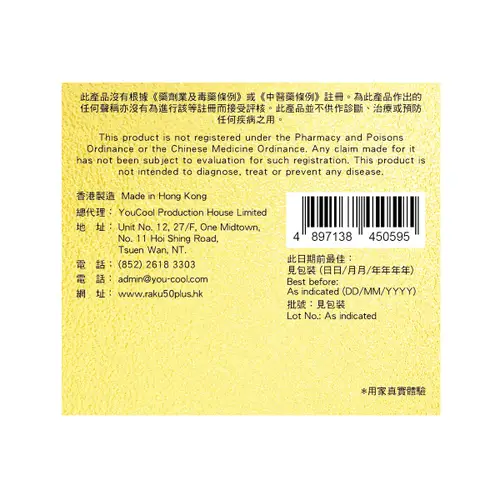 此產品沒有根據《藥劑業及毒藥條例》或《中醫藥條例》註冊。為此產品作出的
任何聲稱亦沒有為進行該等註冊而接受評核。此產品並不供作診斷、治療或預防
任何疾病之用。
This product is not registered under the Pharmacy and Poisons
Ordinance or the Chinese Medicine Ordinance. Any claim made for it
has not been subject to evaluation for such registration. This product is
not intended to diagnose, treat or prevent any disease.
香港製造 Made in Hong Kong
總代理： YouCool Production House Limited
地 址： Unit No. 12, 27/F, One Midtown,
No. 11 Hoi Shing Road,
Tsuen Wan, NT.
電 話： (852) 2618 3303
電 郵： admin@you-cool.com
網 址： www.raku50plus.hk
4 897138 450595
此日期前最佳：
見包裝 (日日/月月/年年年年)
Best before:
As indicated (DD/MM/YYYY)
批號：見包裝
Lot No.: As indicated
*用家真實體驗